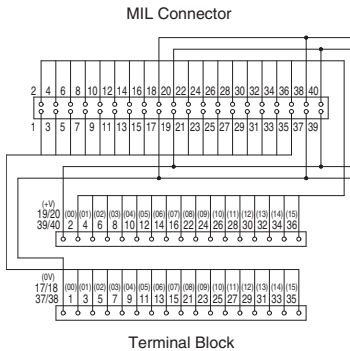 MIL Connector
2 4 6 8 10 12 14 16 18 20 22 24 26 28 30 32 34 36 38 40
1 3 5 7 9 11 13 15 17 19 21 23 25 27 29 31 33 35 37 39
(+V) (00) (01) (02) (03) (04) (05) (06) (07) (08) (09) (10) (11) (12) (13) (14) (15)
19/20 2 4 6 8 10 12 14 16 22 24 26 28 30 32 34 36
39/40
(0V)
17/18 (00) (01) (02) (03) (04) (05) (06) (07) (08) (09) (10) (11) (12) (13) (14) (15)
37/38 1 3 5 7 9 11 13 15 21 23 25 27 29 31 33 35
Terminal Block